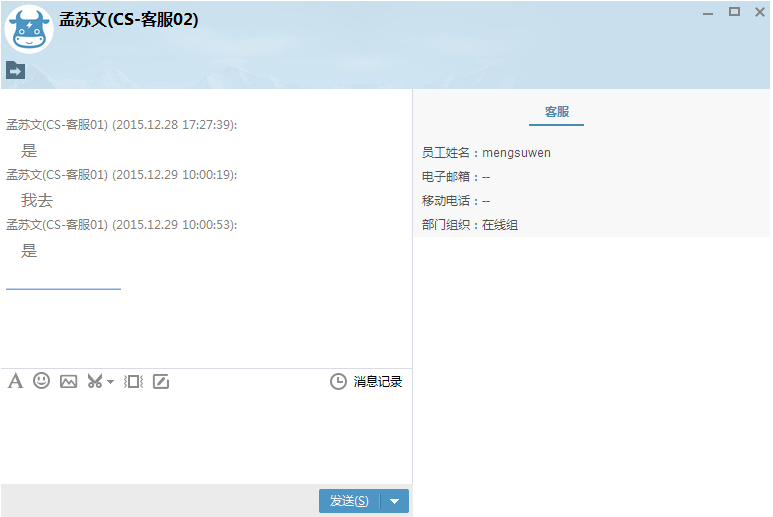 孟苏文(CS-客服02)
孟苏文(CS-客服01) (2015.12.28 17:27:39):
是
孟苏文(CS-客服01) (2015.12.29 10:00:19):
我去
孟苏文(CS-客服01) (2015.12.29 10:00:53):
是
消息记录
发送(S)
客服
员工姓名：mengsuwen
电子邮箱：--
移动电话：--
部门组织：在线组